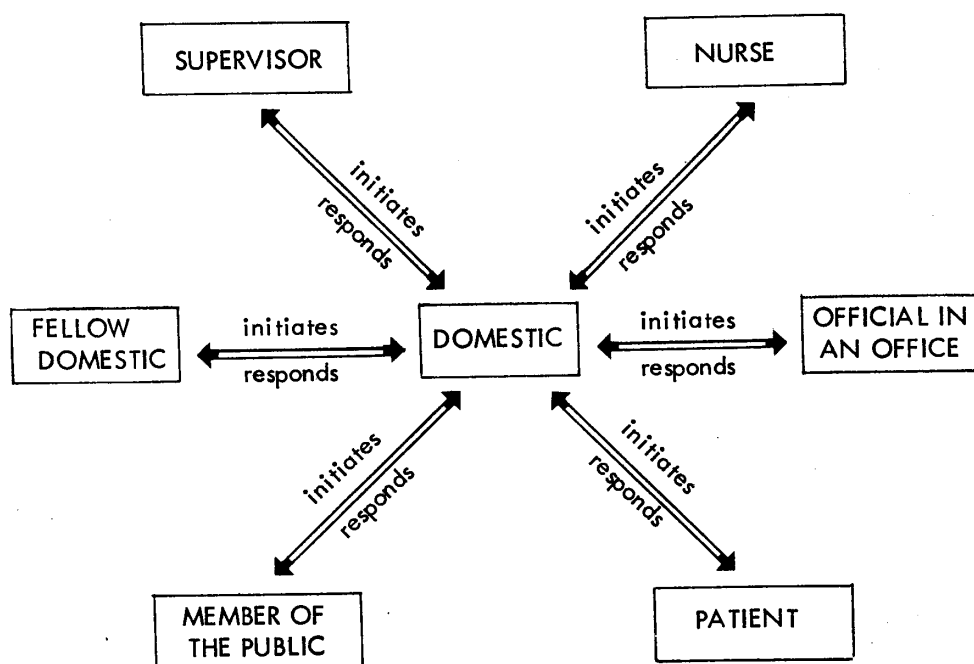 SUPERVISOR
NURSE
initiates
responds
initiates
responds
FELLOW
DOMESTIC
initiates
responds
DOMESTIC
initiates
responds
OFFICIAL IN
AN OFFICE
initiates
responds
initiates
responds
MEMBER OF
THE PUBLIC
PATIENT